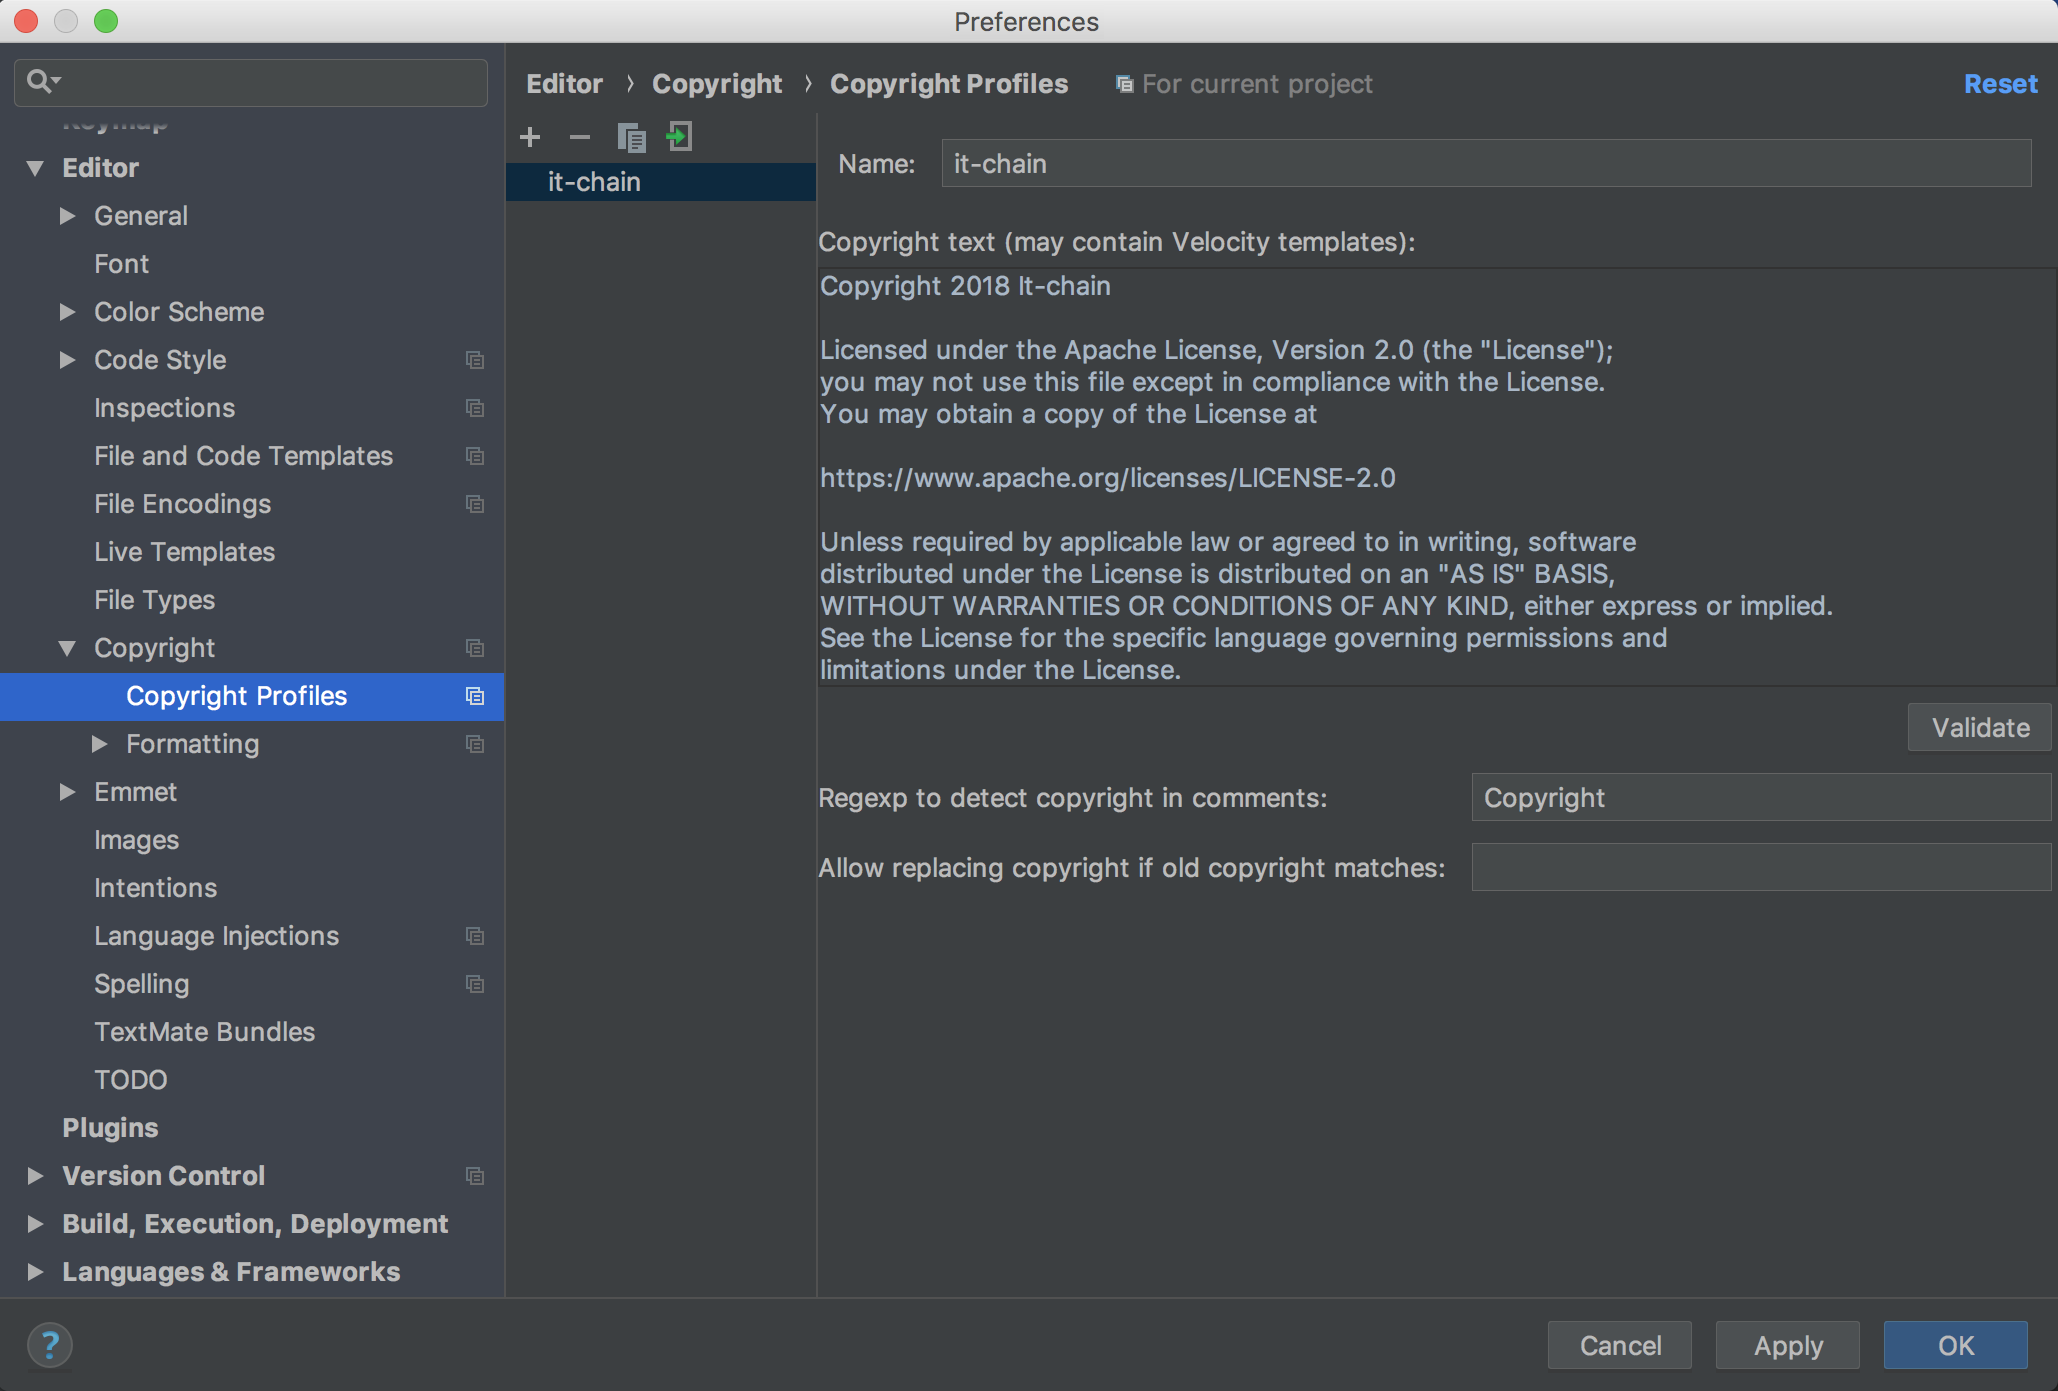 Preferences
Keymap
Editor
General
Font
Color Scheme
Code Style
Inspections
File and Code Templates
File Encodings
Live Templates
File Types
Copyright
Copyright Profiles
Formatting
Emmet
Images
Intentions
Language Injections
Spelling
TextMate Bundles
TODO
Plugins
Version Control
Build, Execution, Deployment
Languages & Frameworks
Editor › Copyright › Copyright Profiles For current project Reset
it-chain
Name: it-chain
Copyright text (may contain Velocity templates):
Copyright 2018 It-chain
Licensed under the Apache License, Version 2.0 (the "License");
you may not use this file except in compliance with the License.
You may obtain a copy of the License at
https://www.apache.org/licenses/LICENSE-2.0
Unless required by applicable law or agreed to in writing, software
distributed under the License is distributed on an "AS IS" BASIS,
WITHOUT WARRANTIES OR CONDITIONS OF ANY KIND, either express or implied.
See the License for the specific language governing permissions and
limitations under the License.
Validate
Regexp to detect copyright in comments: Copyright
Allow replacing copyright if old copyright matches:
? Cancel Apply OK